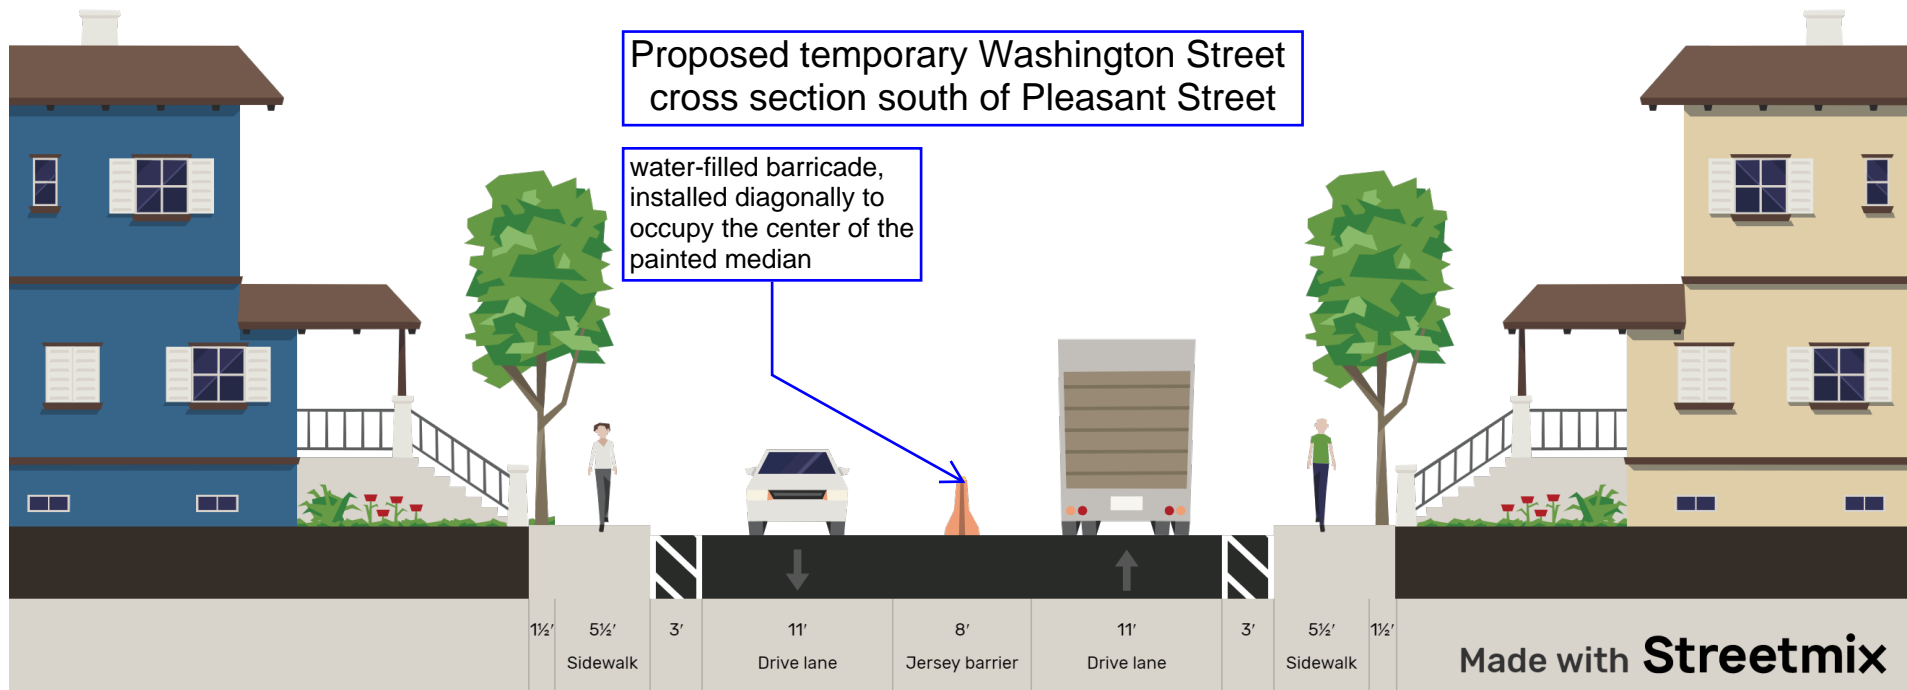 Proposed temporary Washington Street
cross section south of Pleasant Street
water-filled barricade,
installed diagonally to
occupy the center of the
painted median
1½′ 5½′ 3′ 11′ 8′ 11′ 3′ 5½′ 1½′
Sidewalk Drive lane Jersey barrier Drive lane Sidewalk
Made with Streetmix